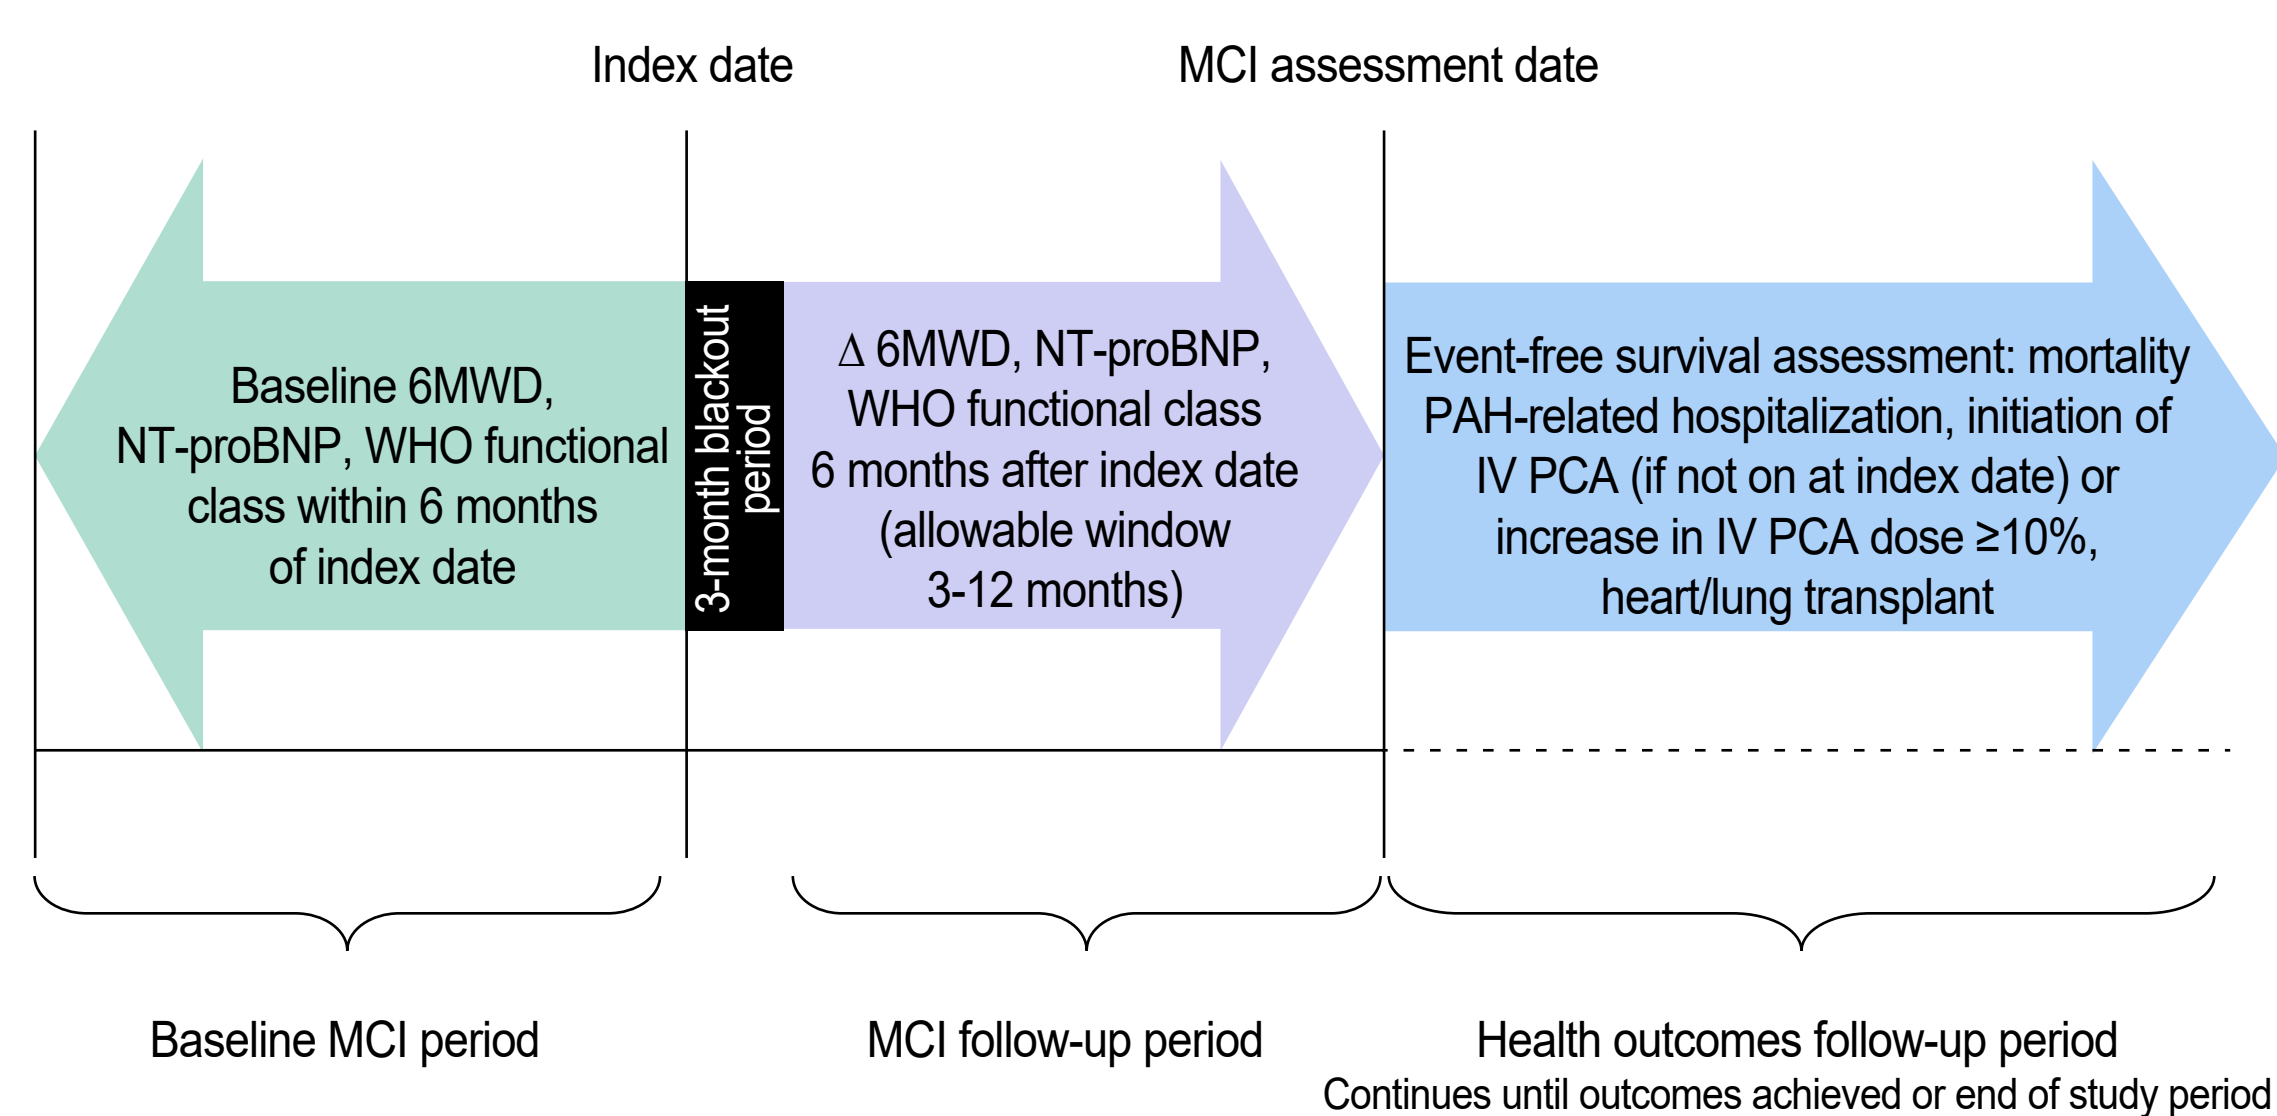 Index date
MCI assessment date
Baseline 6MWD,
NT-proBNP, WHO functional
class within 6 months
of index date
3-month blackout
period
Δ 6MWD, NT-proBNP,
WHO functional class
6 months after index date
(allowable window
3-12 months)
Event-free survival assessment: mortality
PAH-related hospitalization, initiation of
IV PCA (if not on at index date) or
increase in IV PCA dose ≥10%,
heart/lung transplant
Baseline MCI period
MCI follow-up period
Health outcomes follow-up period
Continues until outcomes achieved or end of study period